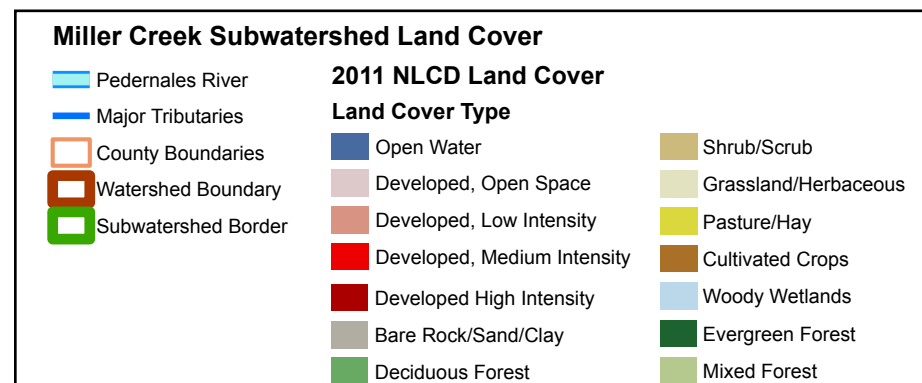 Miller Creek Subwatershed Land Cover
Pedernales River
Major Tributaries
County Boundaries
Watershed Boundary
Subwatershed Border
2011 NLCD Land Cover
Land Cover Type
Open Water
Developed, Open Space
Developed, Low Intensity
Developed, Medium Intensity
Developed High Intensity
Bare Rock/Sand/Clay
Deciduous Forest
Shrub/Scrub
Grassland/Herbaceous
Pasture/Hay
Cultivated Crops
Woody Wetlands
Evergreen Forest
Mixed Forest